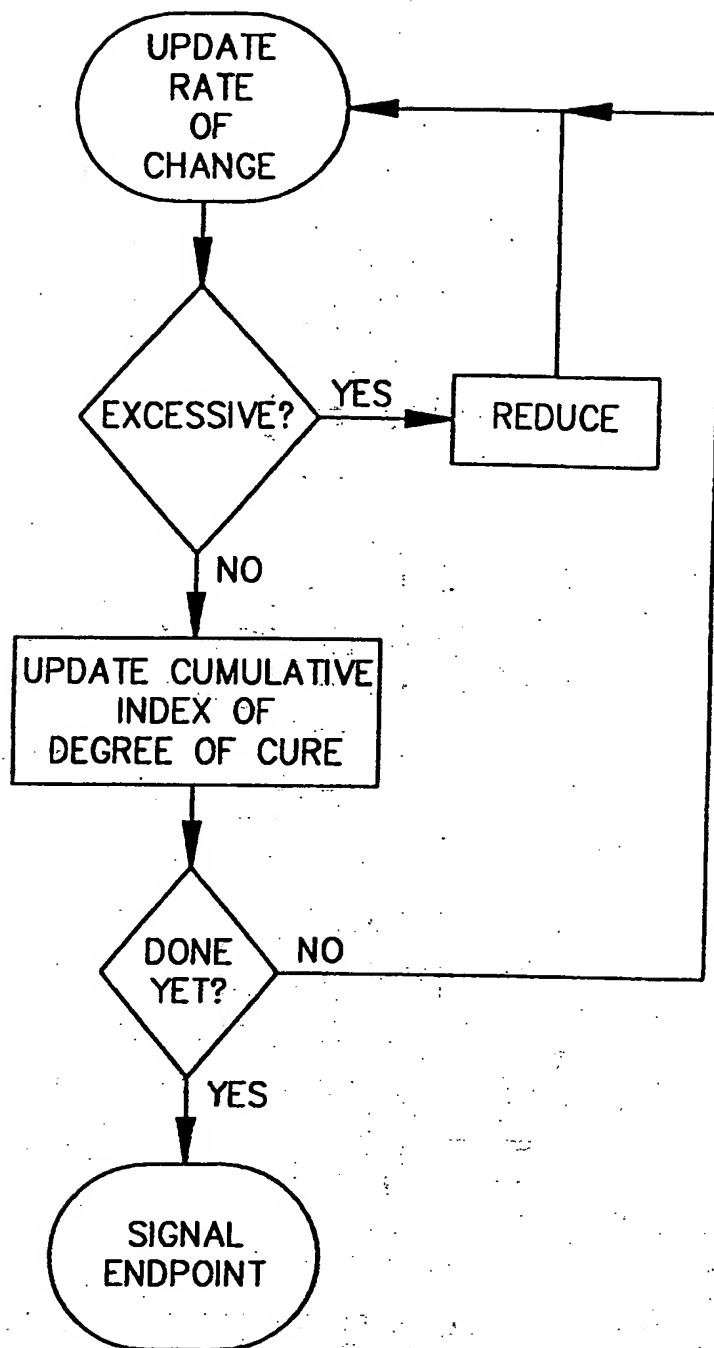 UPDATE
RATE
OF
CHANGE
EXCESSIVE?
YES
REDUCE
NO
UPDATE CUMULATIVE
INDEX OF
DEGREE OF CURE
DONE
YET?
NO
YES
SIGNAL
ENDPOINT